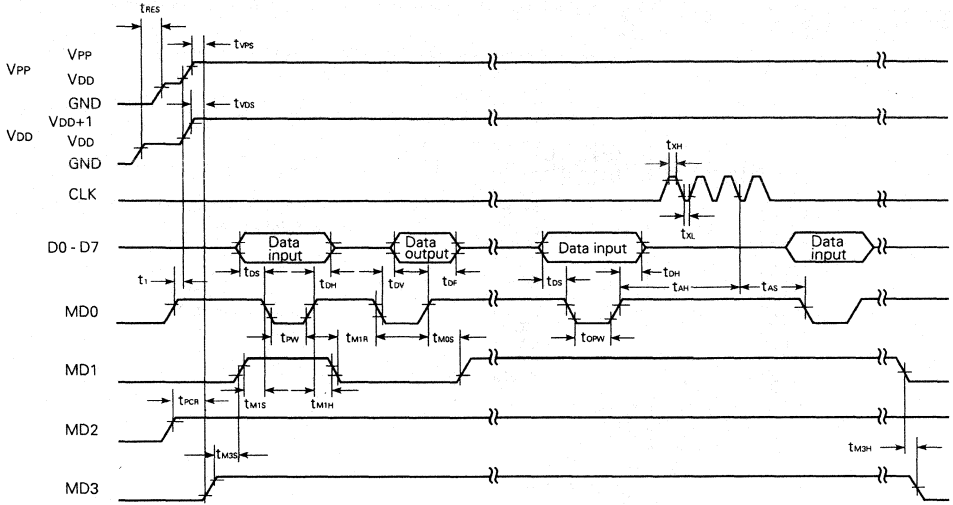 tRES
VPP
VPP
tVPS
VDD
GND
tVDS
VDD
VDD+1
VDD
GND
tXH
CLK
tXL
D0 - D7
Data input
Data output
Data input
Data input
t1
tDS
tDH
tDV
tDF
tDS
tDH
tAH
tAS
MD0
tPW
tM1R
tM0S
tOPW
MD1
tM1S
tM1H
tPCR
MD2
tM3S
tM3H
MD3